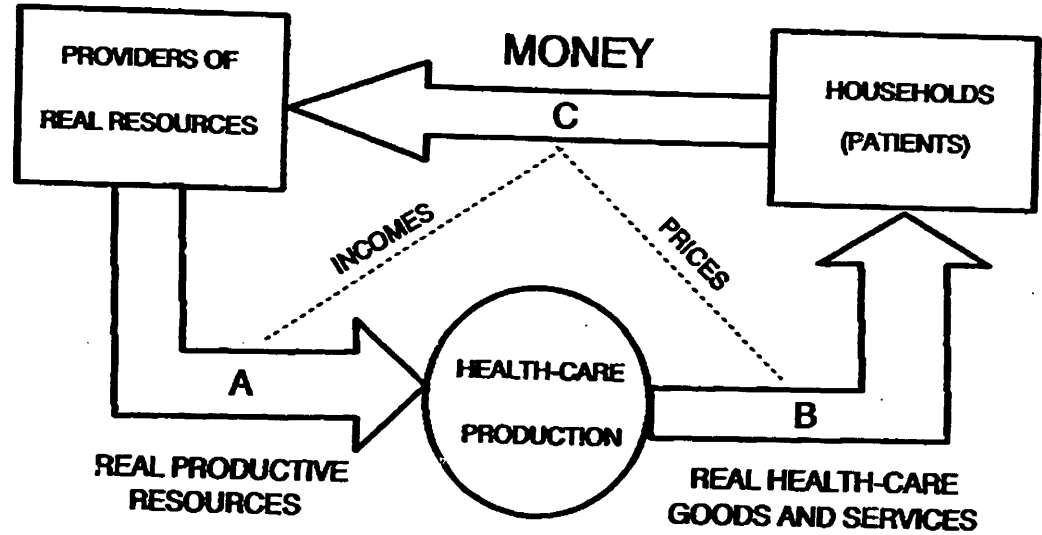 PROVIDERS OF
REAL RESOURCES
MONEY
C
HOUSEHOLDS
(PATIENTS)
INCOMES
PRICES
A
HEALTH-CARE
PRODUCTION
B
REAL PRODUCTIVE
RESOURCES
REAL HEALTH-CARE
GOODS AND SERVICES